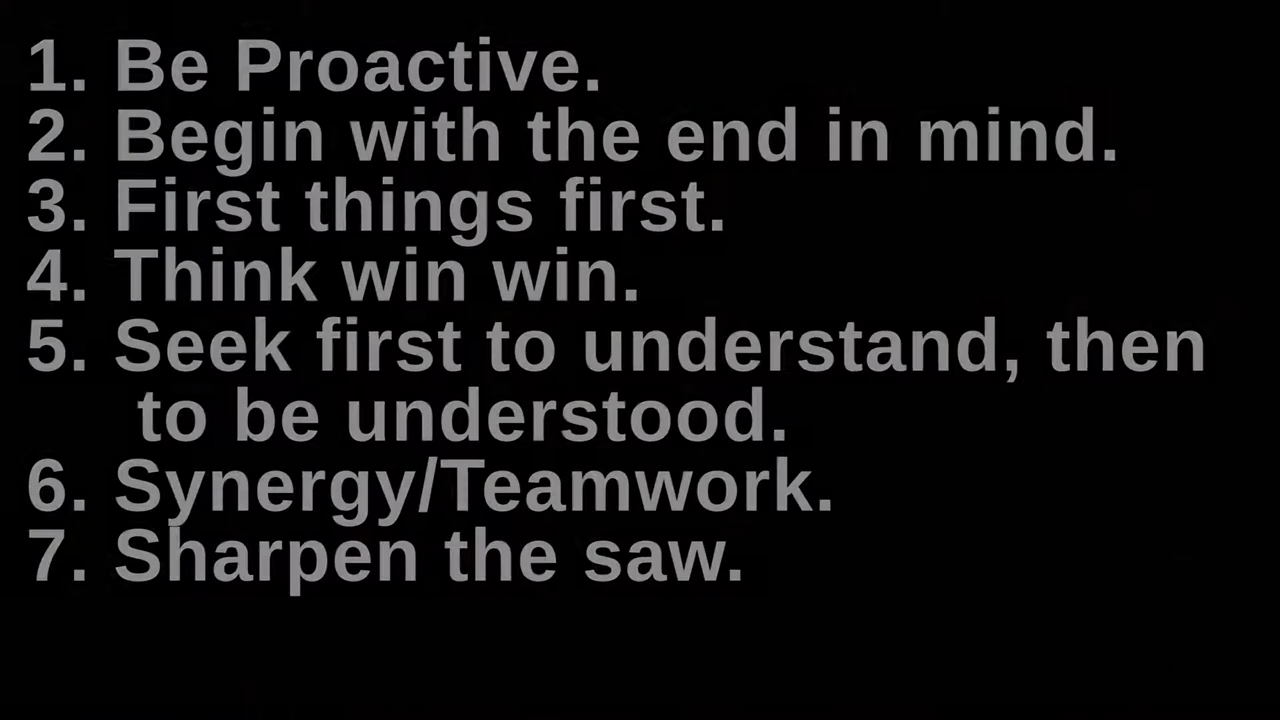 1. Be Proactive.
2. Begin with the end in mind.
3. First things first.
4. Think win win.
5. Seek first to understand, then
to be understood.
6. Synergy/Teamwork.
7. Sharpen the saw.